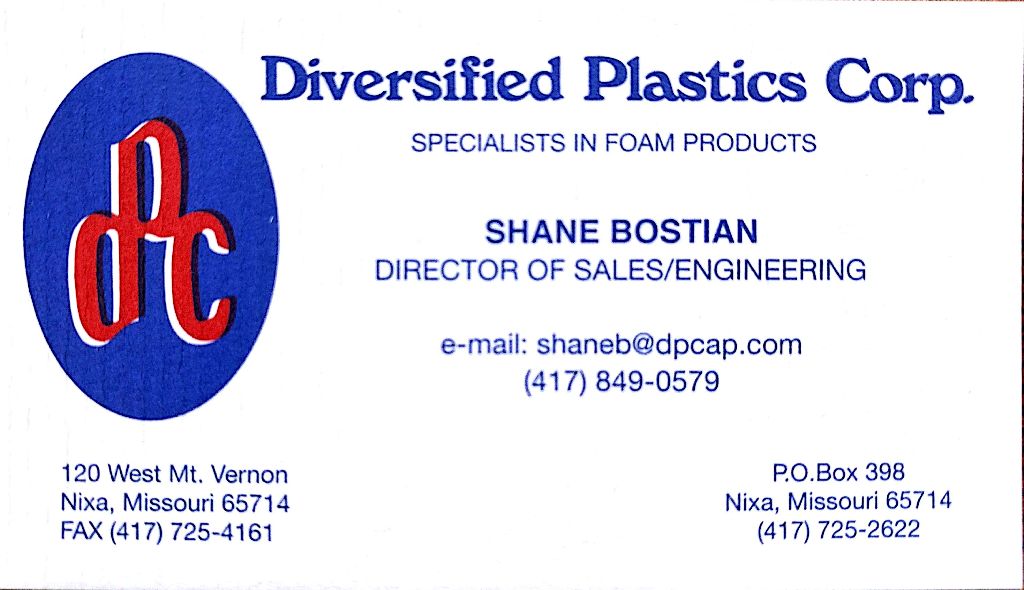 Diversified Plastics Corp.
SPECIALISTS IN FOAM PRODUCTS
dPC
SHANE BOSTIAN
DIRECTOR OF SALES/ENGINEERING
e-mail: shaneb@dpcap.com
(417) 849-0579
120 West Mt. Vernon
Nixa, Missouri 65714
FAX (417) 725-4161
P.O.Box 398
Nixa, Missouri 65714
(417) 725-2622